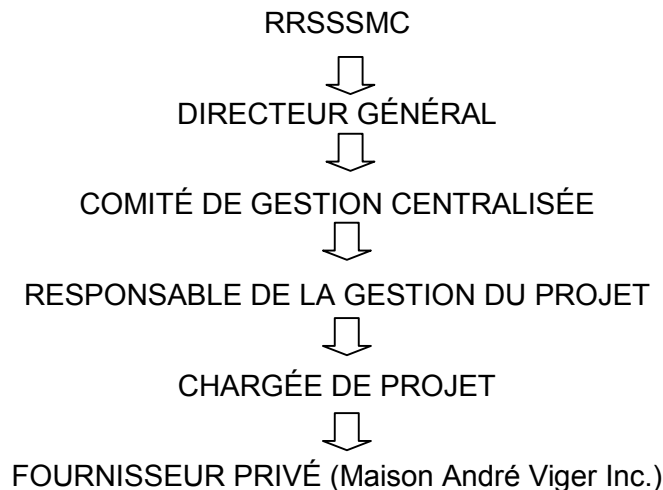 RRSSSMC
DIRECTEUR GÉNÉRAL
COMITÉ DE GESTION CENTRALISÉE
RESPONSABLE DE LA GESTION DU PROJET
CHARGÉE DE PROJET
FOURNISSEUR PRIVÉ (Maison André Viger Inc.)